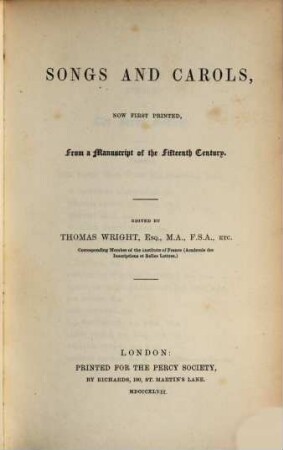 SONGS AND CAROLS,
NOW FIRST PRINTED,
From a Manuscript of the Fifteenth Century.
EDITED BY
THOMAS WRIGHT, ESQ., M.A., F.S.A., ETC.
Corresponding Member of the Institute of France (Académie des
Inscriptions et Belles Lettres.)
LONDON:
PRINTED FOR THE PERCY SOCIETY,
BY RICHARDS, 100, ST. MARTIN'S LANE.
MDCCCXLVII.